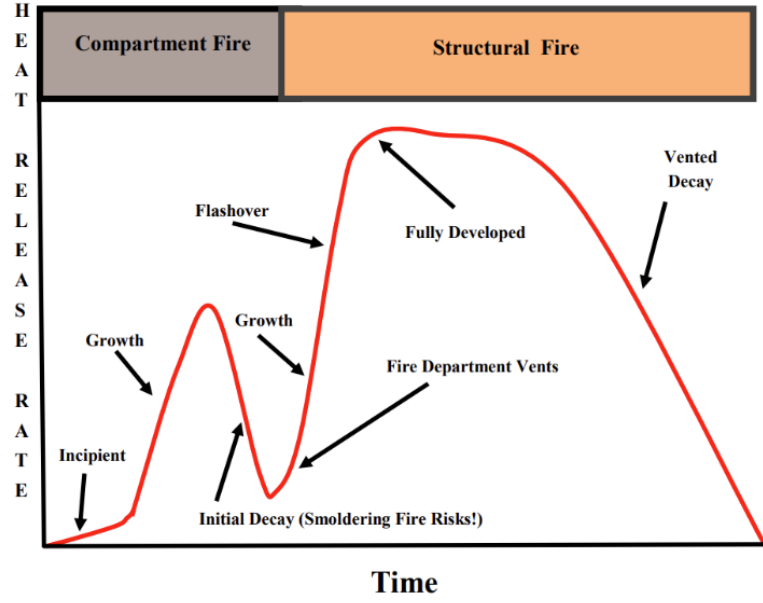 HEAT RELEASE RATE
Compartment Fire
Structural Fire
Vented
Decay
Flashover
Fully Developed
Growth
Growth
Fire Department Vents
Incipient
Initial Decay (Smoldering Fire Risks!)
Time